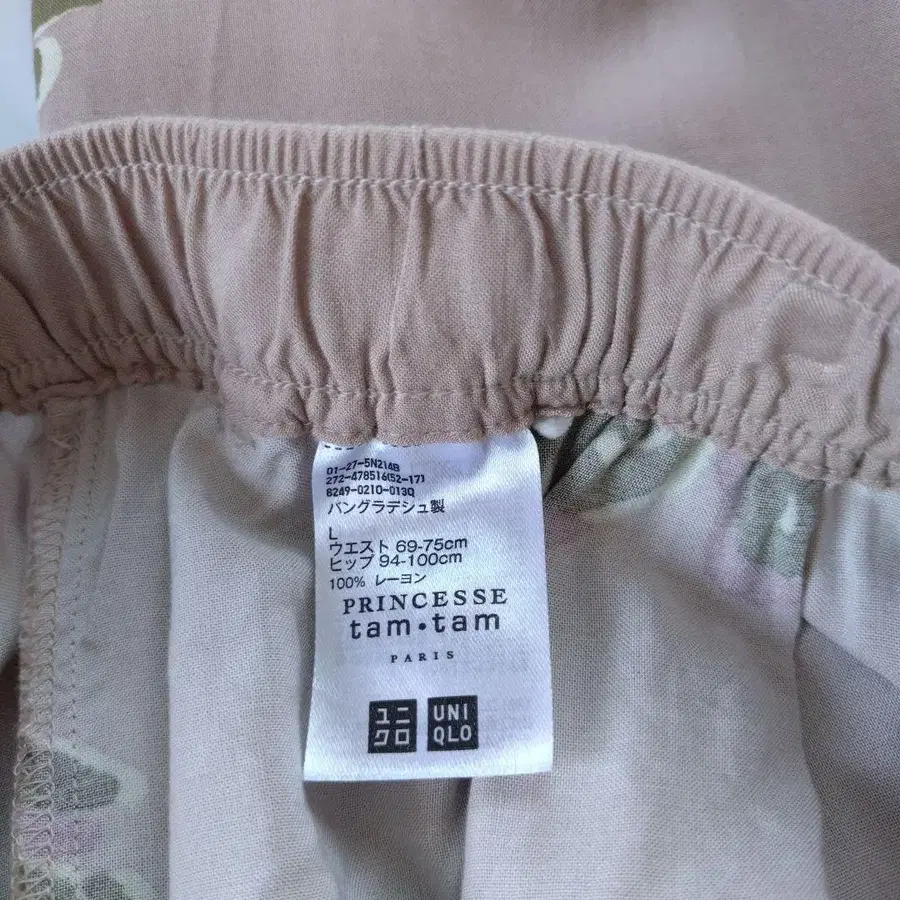 01-27-5N214B
272-478516(52-17)
8249-0210-013Q
バングラデシュ製
L
ウエスト 69-75cm
ヒップ 94-100cm
100% レーヨン
PRINCESSE
tam・tam
PARIS
ユニ UNI
クロ QLO